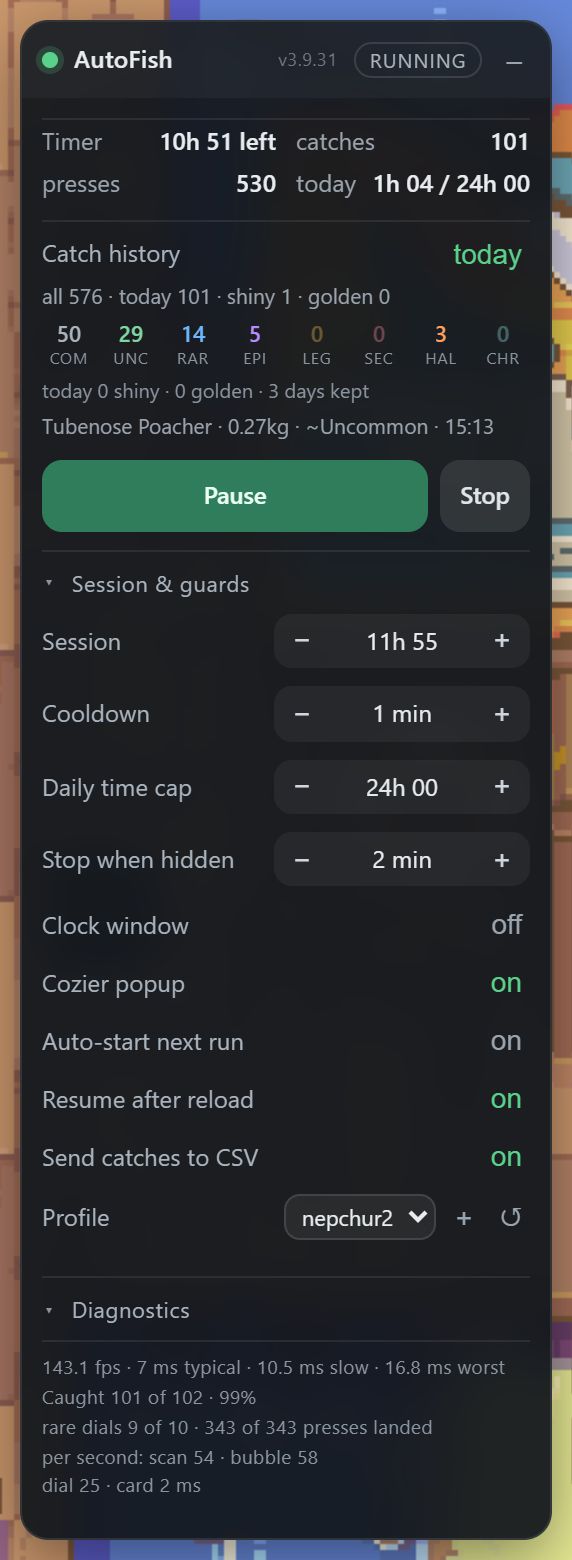 AutoFish v3.9.31 RUNNING –
Timer 10h 51 left catches 101
presses 530 today 1h 04 / 24h 00
Catch history today
all 576 · today 101 · shiny 1 · golden 0
50 29 14 5 0 0 3 0
COM UNC RAR EPI LEG SEC HAL CHR
today 0 shiny · 0 golden · 3 days kept
Tubenose Poacher · 0.27kg · ~Uncommon · 15:13
Pause Stop
▾ Session & guards
Session − 11h 55 +
Cooldown − 1 min +
Daily time cap − 24h 00 +
Stop when hidden − 2 min +
Clock window off
Cozier popup on
Auto-start next run on
Resume after reload on
Send catches to CSV on
Profile nepchur2 + ↺
▾ Diagnostics
143.1 fps · 7 ms typical · 10.5 ms slow · 16.8 ms worst
Caught 101 of 102 · 99%
rare dials 9 of 10 · 343 of 343 presses landed
per second: scan 54 · bubble 58
dial 25 · card 2 ms